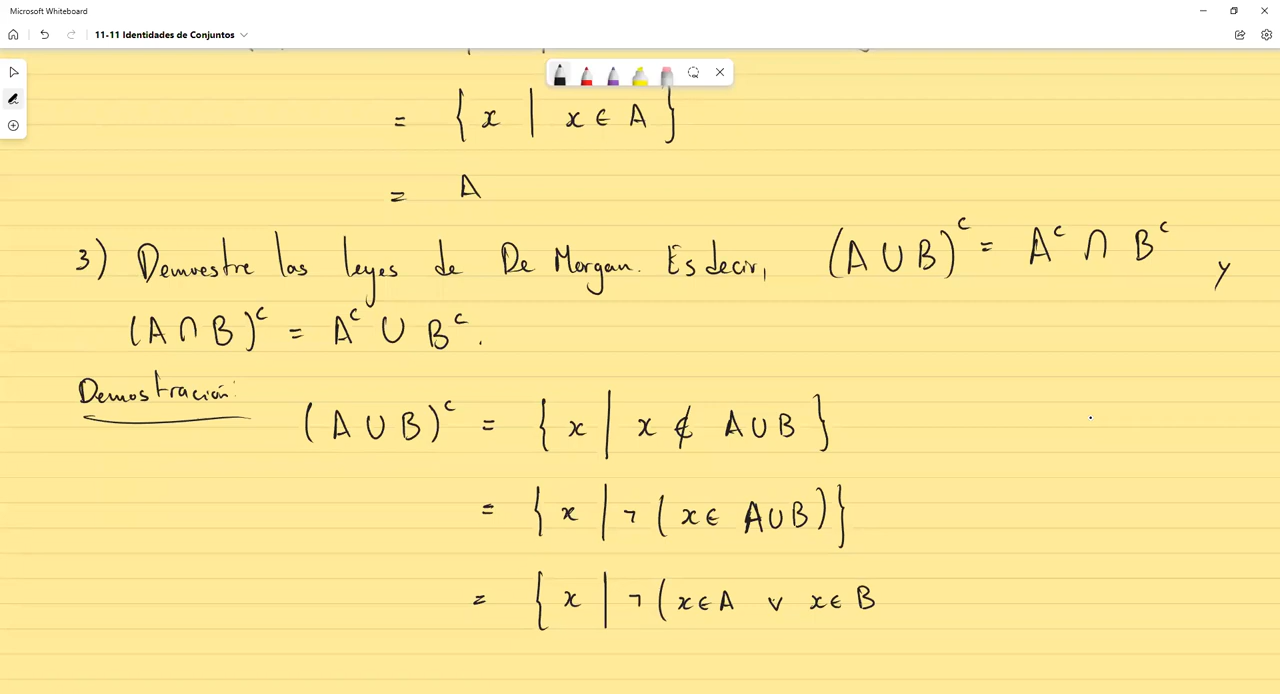 Microsoft Whiteboard
11-11 Identidades de Conjuntos
= { x | x ∈ A }
= A
3) Demuestre las leyes de De Morgan. Es decir, (A ∪ B)ᶜ = Aᶜ ∩ Bᶜ y
(A ∩ B)ᶜ = Aᶜ ∪ Bᶜ.
Demostración:
(A ∪ B)ᶜ = { x | x ∉ A ∪ B }
= { x | ¬ ( x ∈ A ∪ B ) }
= { x | ¬ ( x ∈ A ∨ x ∈ B